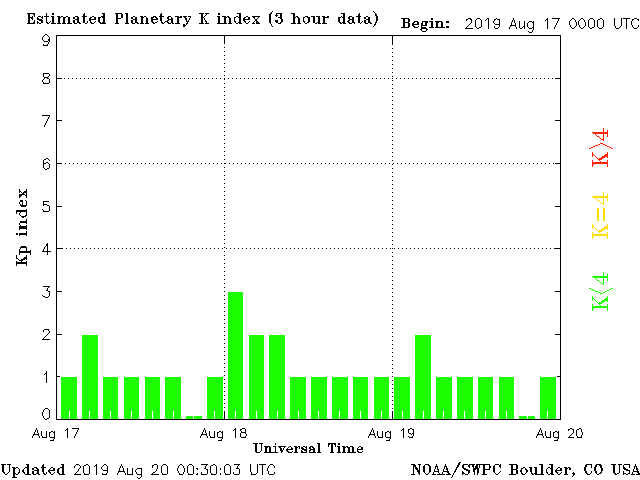 Estimated Planetary K index (3 hour data) Begin: 2019 Aug 17 0000 UTC
9
8
7
6
5
4
3
2
1
0
Kp index
Aug 17 Aug 18 Aug 19 Aug 20
Universal Time
K>4
K=4
K<4
Updated 2019 Aug 20 00:30:03 UTC NOAA/SWPC Boulder, CO USA